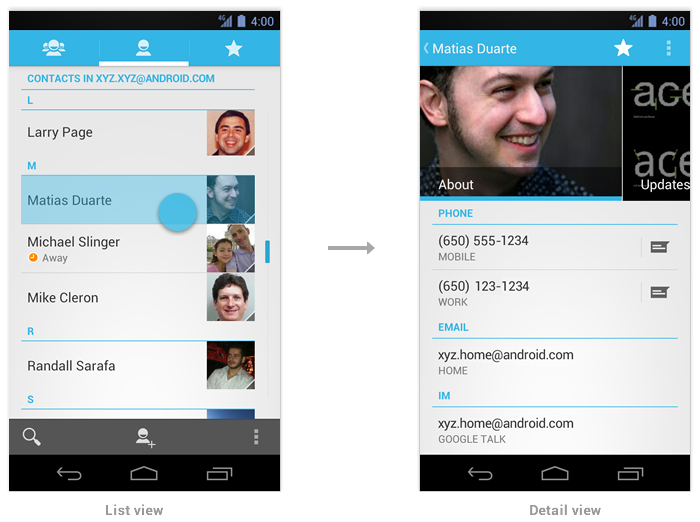 4G 4:00
CONTACTS IN XYZ.XYZ@ANDROID.COM
L
Larry Page
M
Matias Duarte
Michael Slinger
Away
Mike Cleron
R
Randall Sarafa
S
List view
4G 4:00
Matias Duarte
About
Updates
PHONE
(650) 555-1234
MOBILE
(650) 123-1234
WORK
EMAIL
xyz.home@android.com
HOME
IM
xyz.home@android.com
GOOGLE TALK
Detail view